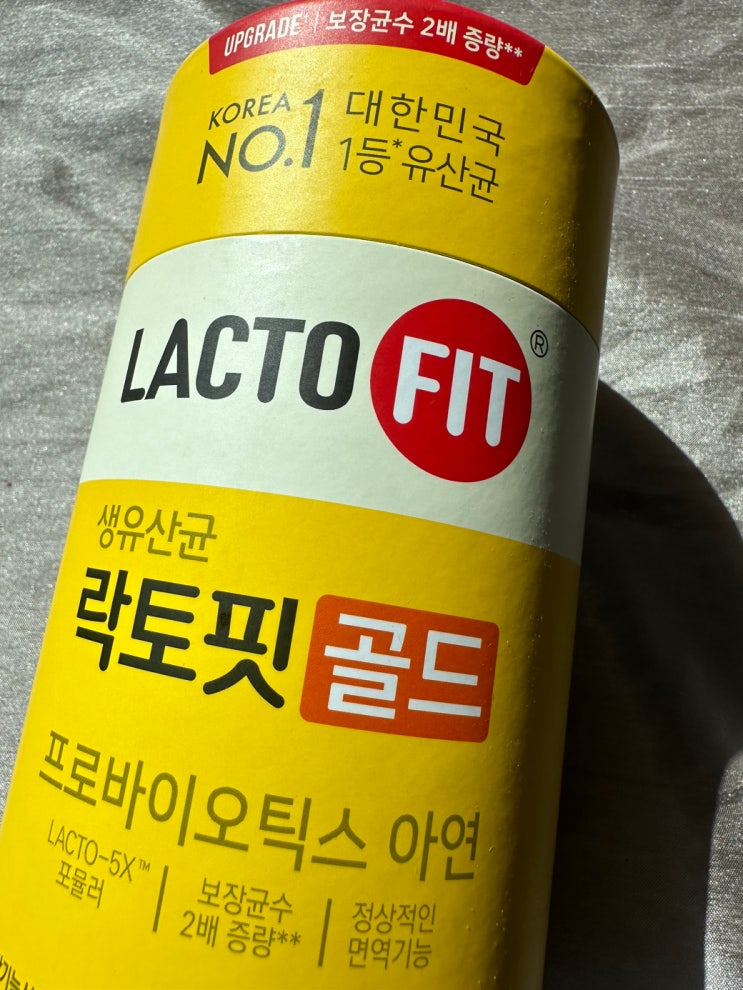 UPGRADE | 보장균수 2배 증량**
KOREA NO.1
대한민국
1등*유산균
LACTO FIT®
생유산균
락토핏 골드
프로바이오틱스 아연
LACTO-5X™
포뮬러
보장균수
2배 증량**
정상적인
면역기능